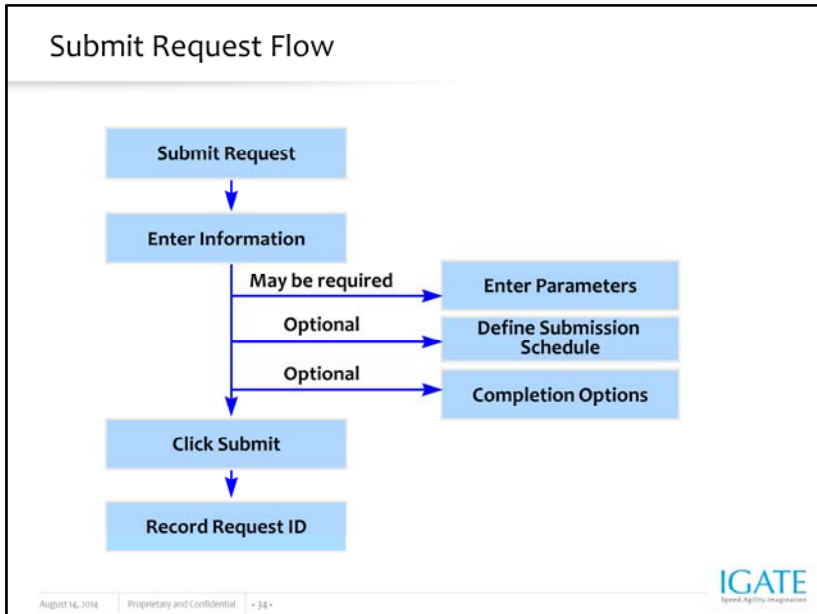 Submit Request Flow
Submit Request
Enter Information
May be required
Enter Parameters
Optional
Define Submission
Schedule
Optional
Completion Options
Click Submit
Record Request ID
August 14, 2014
Proprietary and Confidential
- 34 -
IGATE
Speed.Agility.Imagination